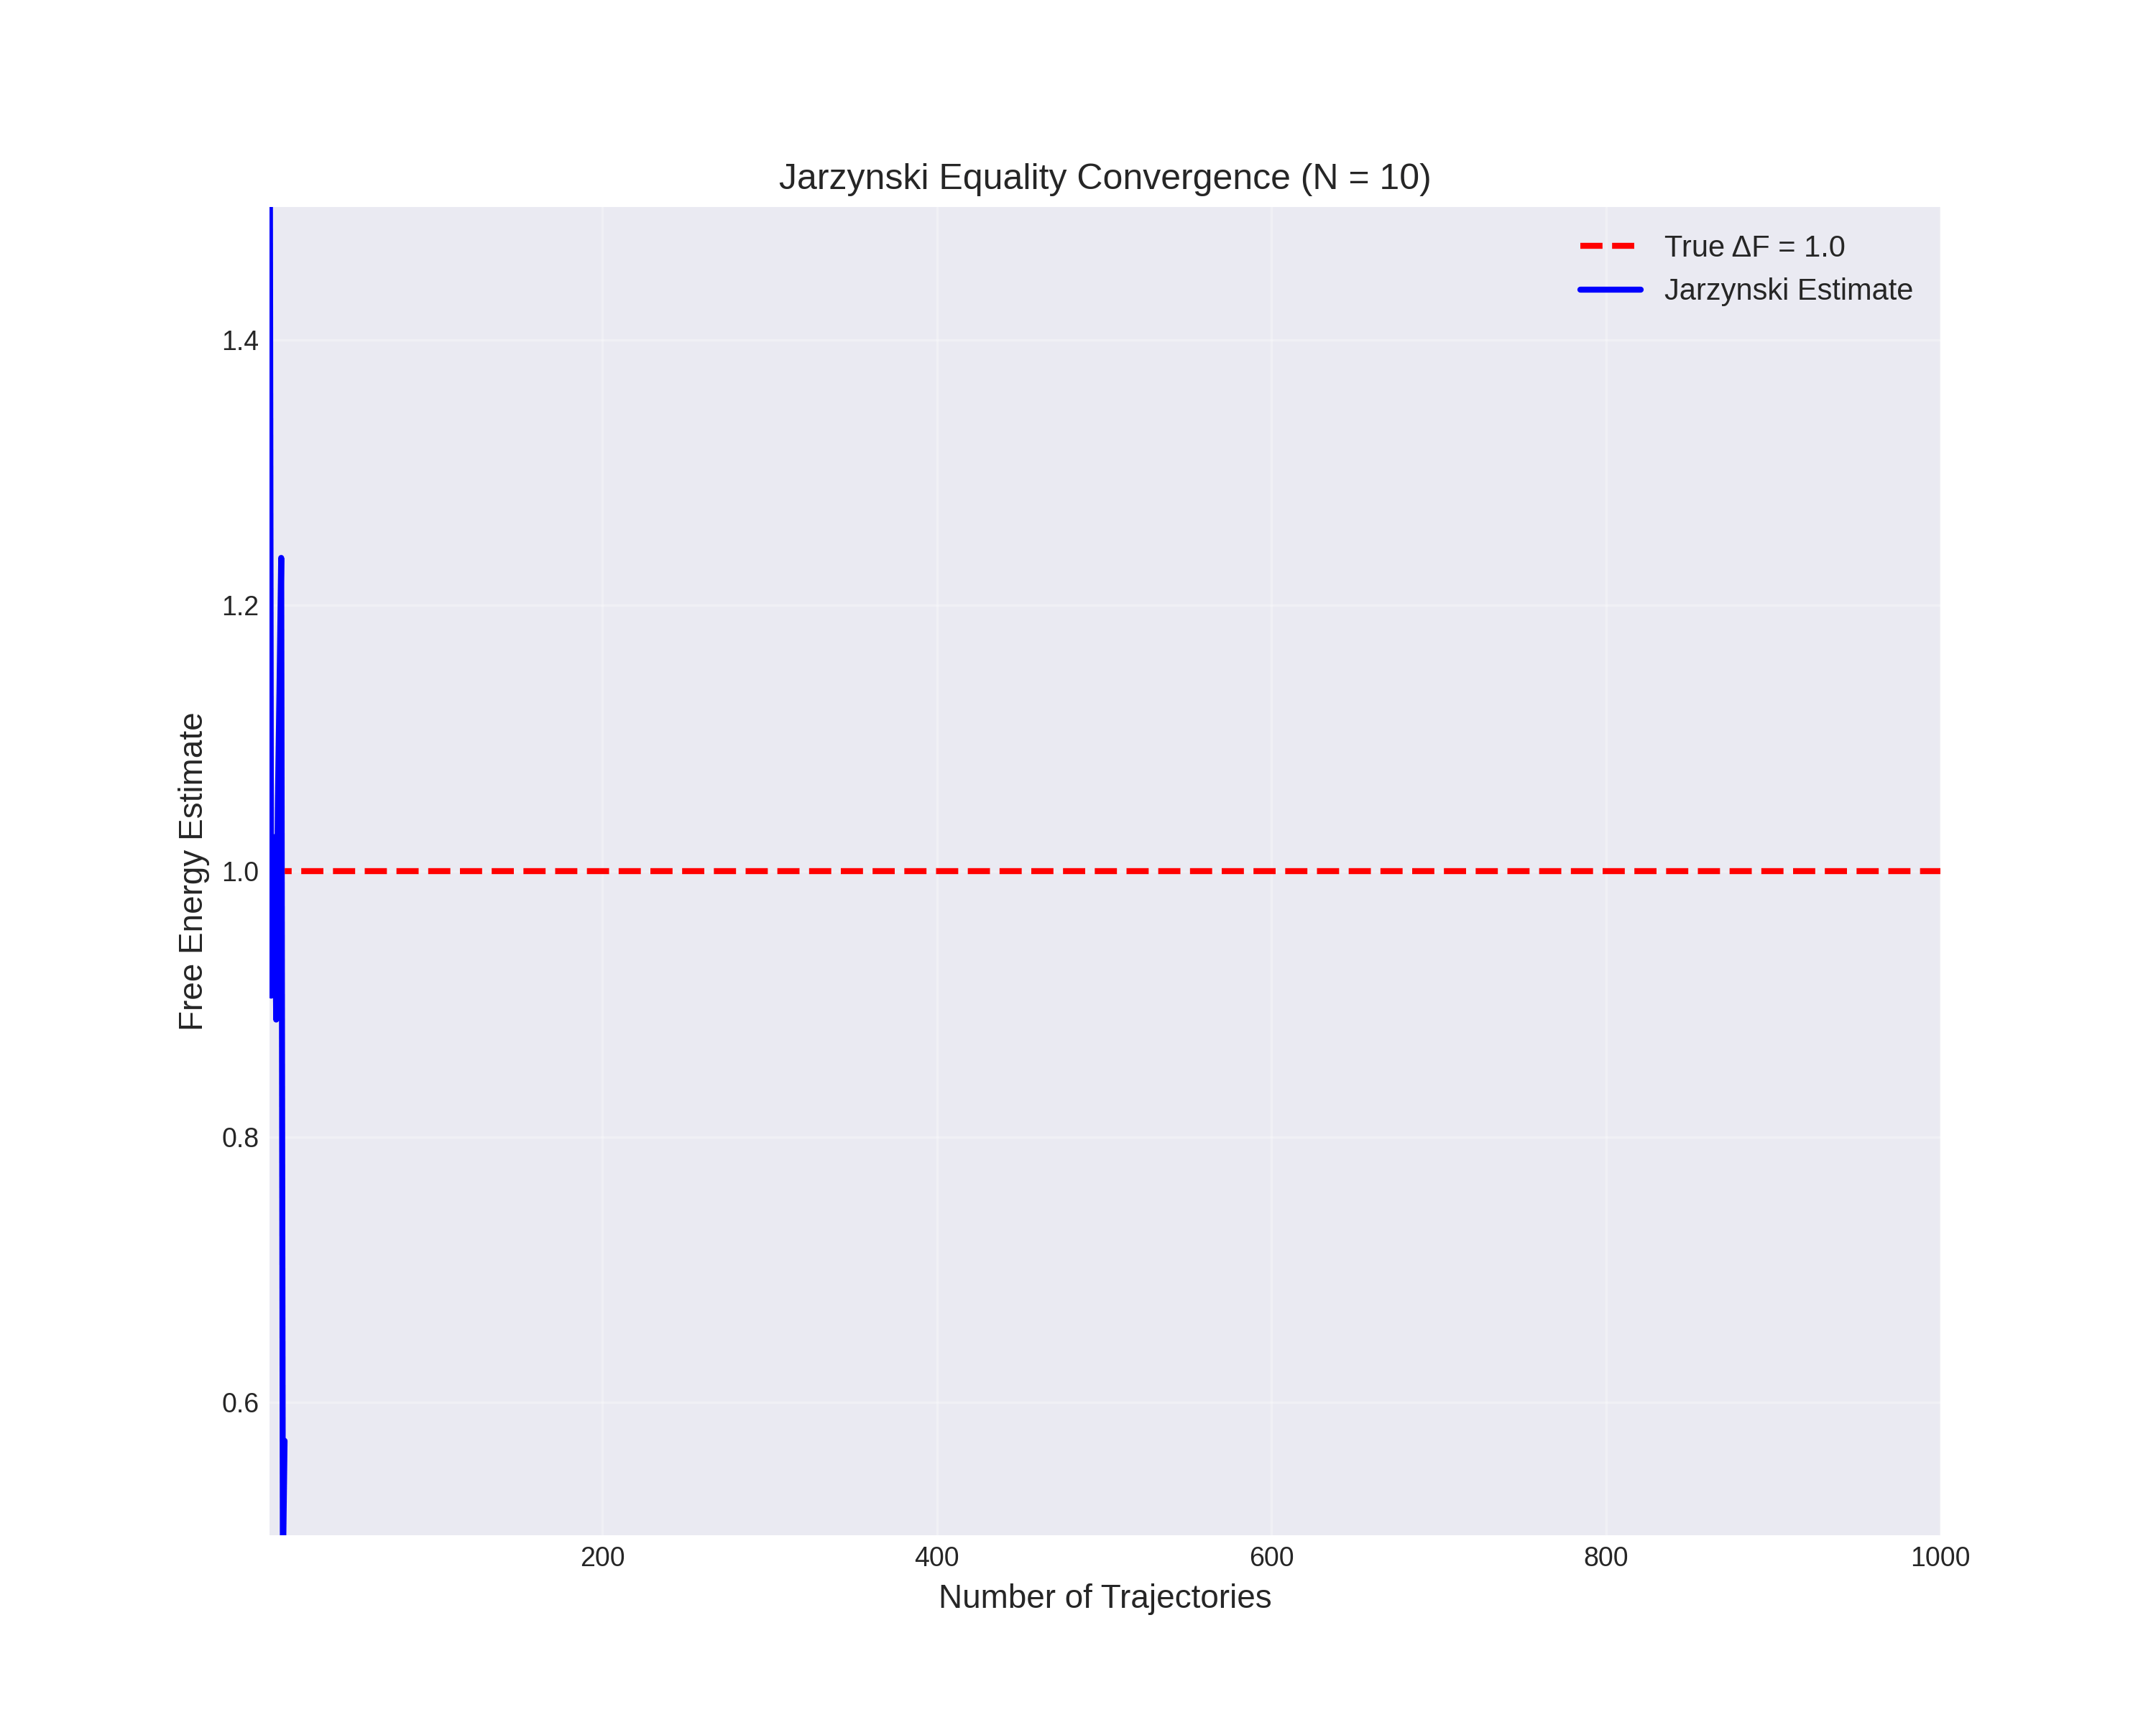 Jarzynski Equality Convergence (N = 10)
True ΔF = 1.0
Jarzynski Estimate
1.4
1.2
1.0
0.8
0.6
Free Energy Estimate
200 400 600 800 1000
Number of Trajectories